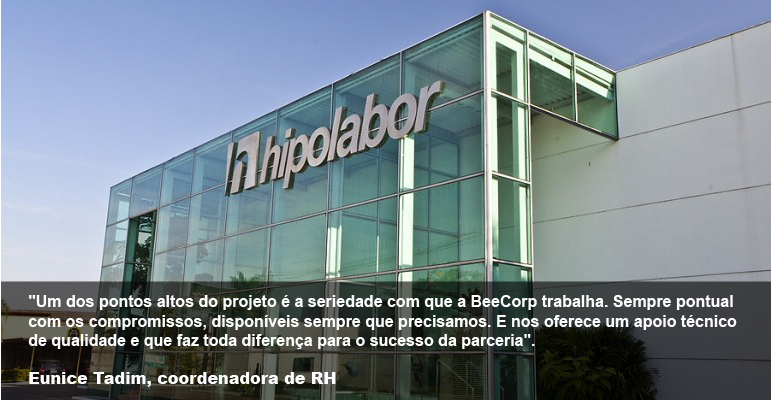 hipolabor
"Um dos pontos altos do projeto é a seriedade com que a BeeCorp trabalha. Sempre pontual
com os compromissos, disponíveis sempre que precisamos. E nos oferece um apoio técnico
de qualidade e que faz toda diferença para o sucesso da parceria".
Eunice Tadim, coordenadora de RH